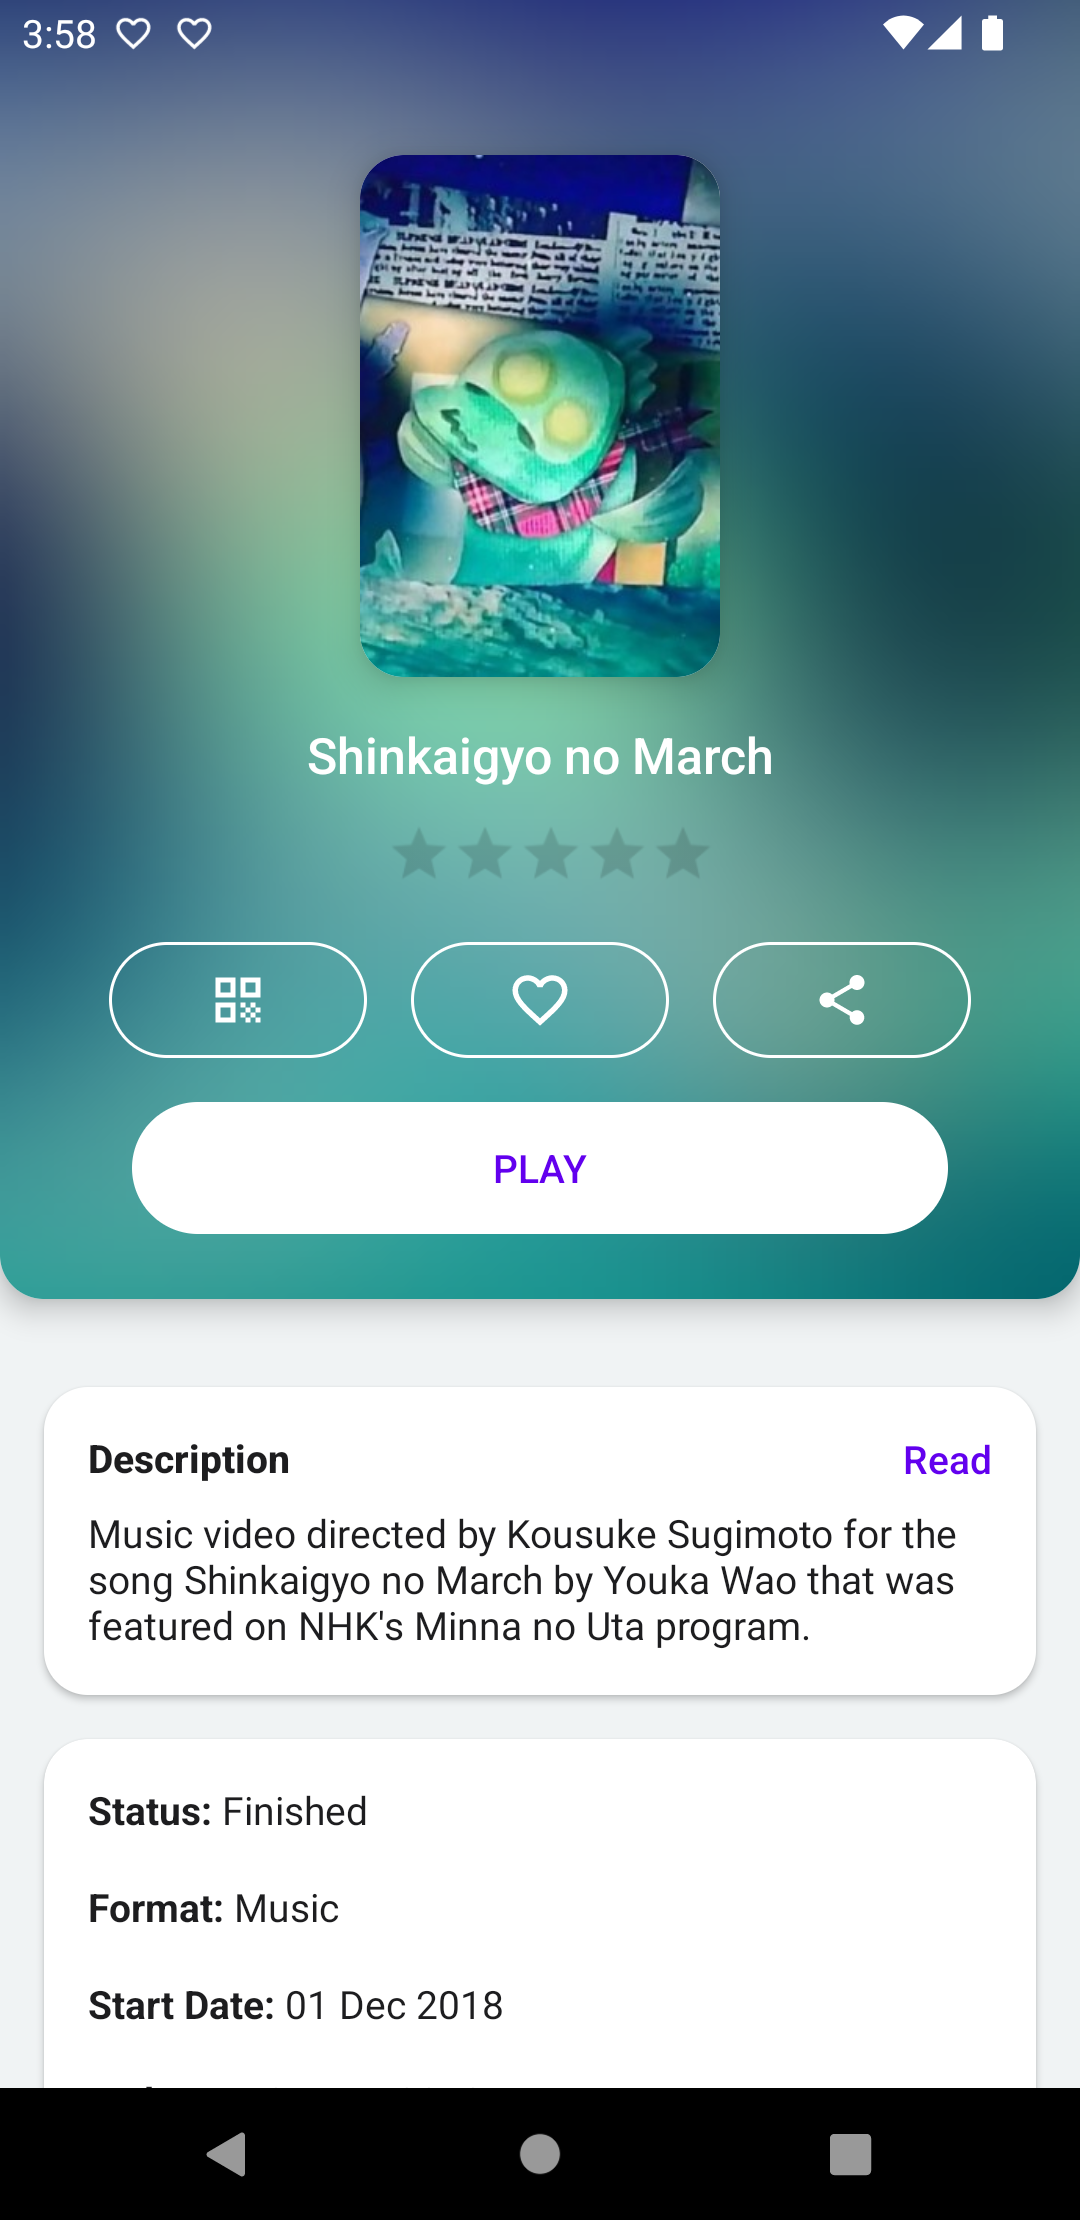 3:58
Shinkaigyo no March
PLAY
Description
Read
Music video directed by Kousuke Sugimoto for the
song Shinkaigyo no March by Youka Wao that was
featured on NHK's Minna no Uta program.
Status: Finished
Format: Music
Start Date: 01 Dec 2018